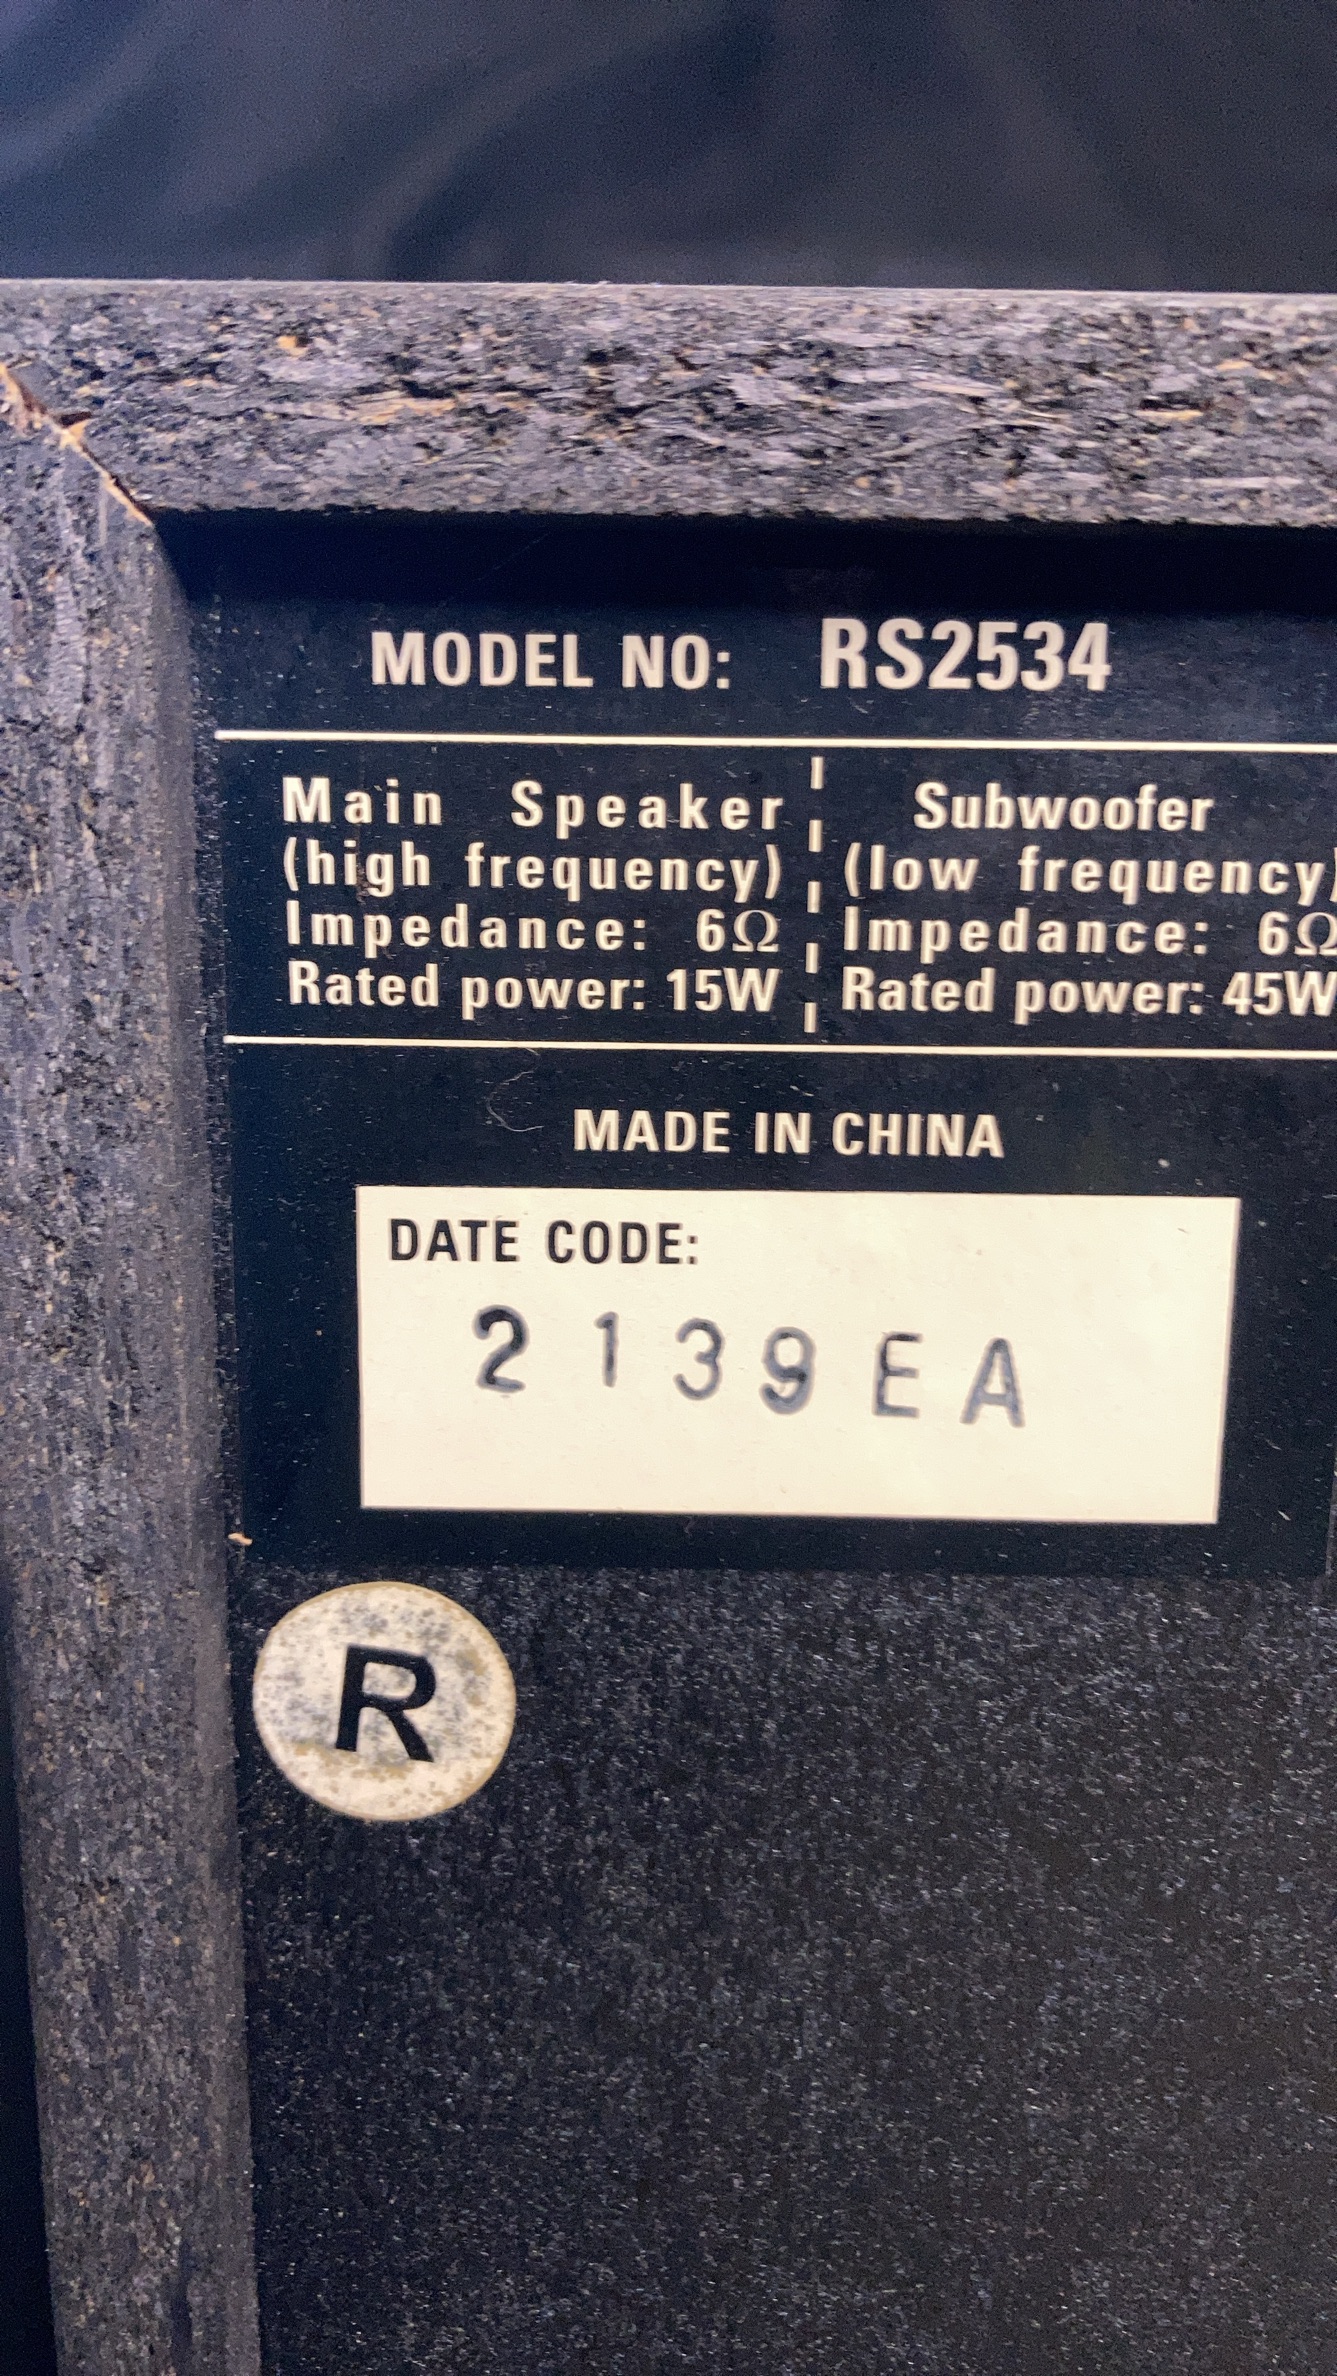 MODEL NO: RS2534
Main Speaker
(high frequency)
Impedance: 6Ω
Rated power: 15W
Subwoofer
(low frequency)
Impedance: 6Ω
Rated power: 45W
MADE IN CHINA
DATE CODE:
2139EA
R